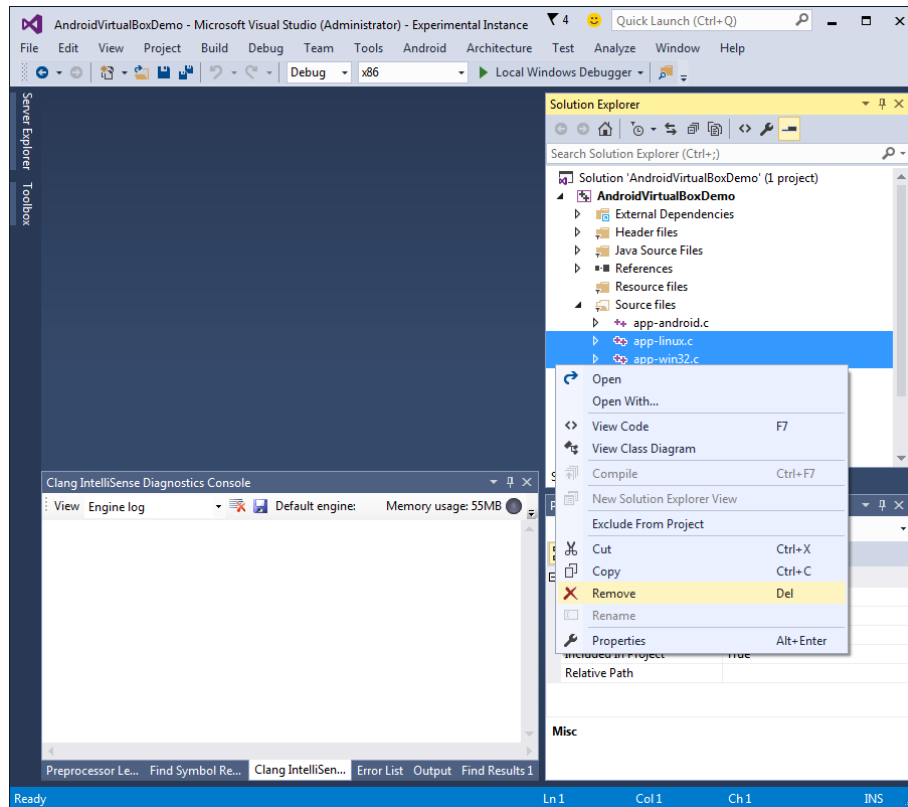 AndroidVirtualBoxDemo - Microsoft Visual Studio (Administrator) - Experimental Instance
4
Quick Launch (Ctrl+Q)
File Edit View Project Build Debug Team Tools Android Architecture Test Analyze Window Help
Debug x86 Local Windows Debugger
Server Explorer
Toolbox
Solution Explorer
Search Solution Explorer (Ctrl+;)
Solution 'AndroidVirtualBoxDemo' (1 project)
AndroidVirtualBoxDemo
External Dependencies
Header files
Java Source Files
References
Resource files
Source files
app-android.c
app-linux.c
app-win32.c
Open
Open With...
View Code F7
View Class Diagram
Compile Ctrl+F7
New Solution Explorer View
Exclude From Project
Cut Ctrl+X
Copy Ctrl+C
Remove Del
Rename
Properties Alt+Enter
Included In Project True
Relative Path
Misc
Clang IntelliSense Diagnostics Console
View Engine log Default engine: Memory usage: 55MB
Preprocessor Le... Find Symbol Re... Clang IntelliSen... Error List Output Find Results 1
Ready Ln 1 Col 1 Ch 1 INS